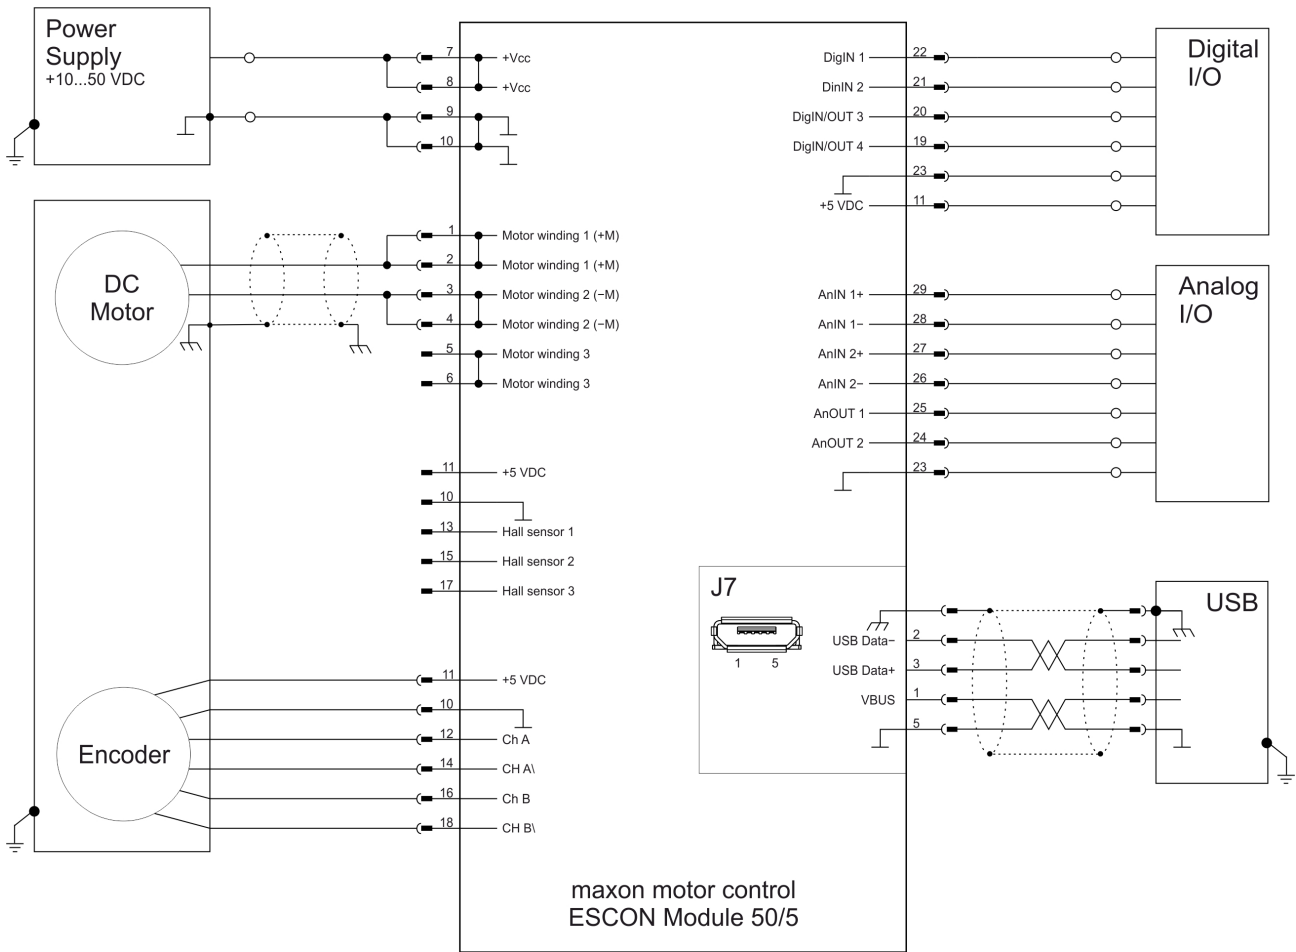 Power
Supply
+10...50 VDC
7 +Vcc
8 +Vcc
9
10
DC
Motor
1 Motor winding 1 (+M)
2 Motor winding 1 (+M)
3 Motor winding 2 (−M)
4 Motor winding 2 (−M)
5 Motor winding 3
6 Motor winding 3
11 +5 VDC
10
13 Hall sensor 1
15 Hall sensor 2
17 Hall sensor 3
Encoder
11 +5 VDC
10
12 Ch A
14 CH A\
16 Ch B
18 CH B\
DigIN 1 22
DinIN 2 21
DigIN/OUT 3 20
DigIN/OUT 4 19
23
+5 VDC 11
Digital
I/O
AnIN 1+ 29
AnIN 1− 28
AnIN 2+ 27
AnIN 2− 26
AnOUT 1 25
AnOUT 2 24
23
Analog
I/O
J7
1 5
USB Data− 2
USB Data+ 3
VBUS 1
5
USB
maxon motor control
ESCON Module 50/5